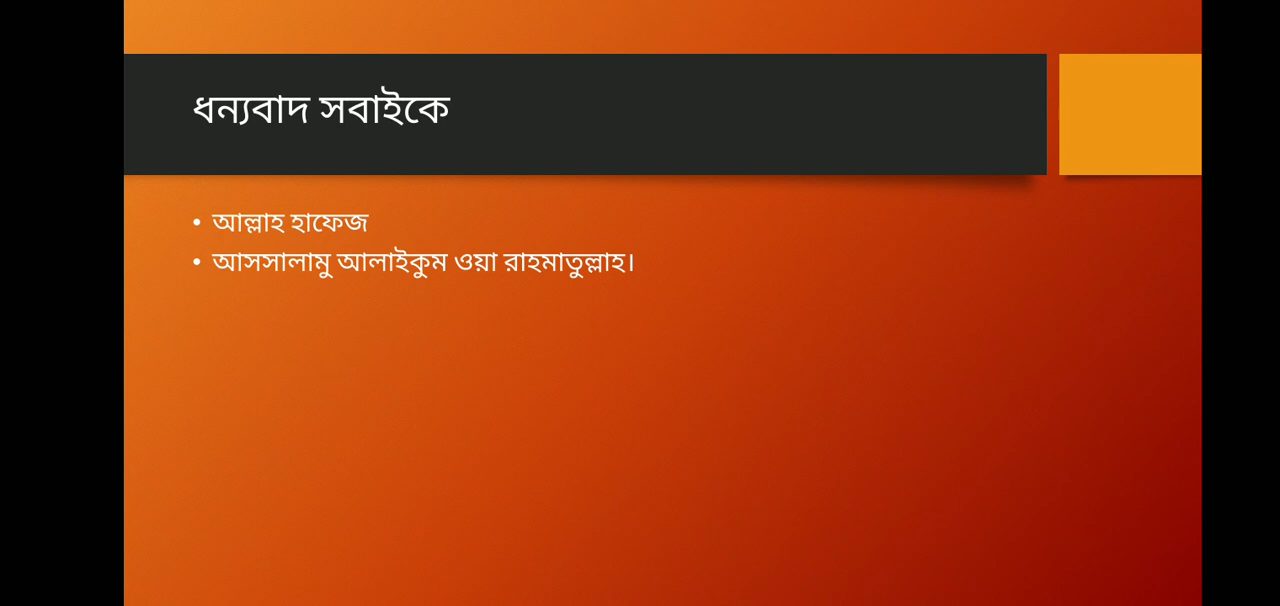 ধন্যবাদ সবাইকে
• আল্লাহ হাফেজ
• আসসালামু আলাইকুম ওয়া রাহমাতুল্লাহ।